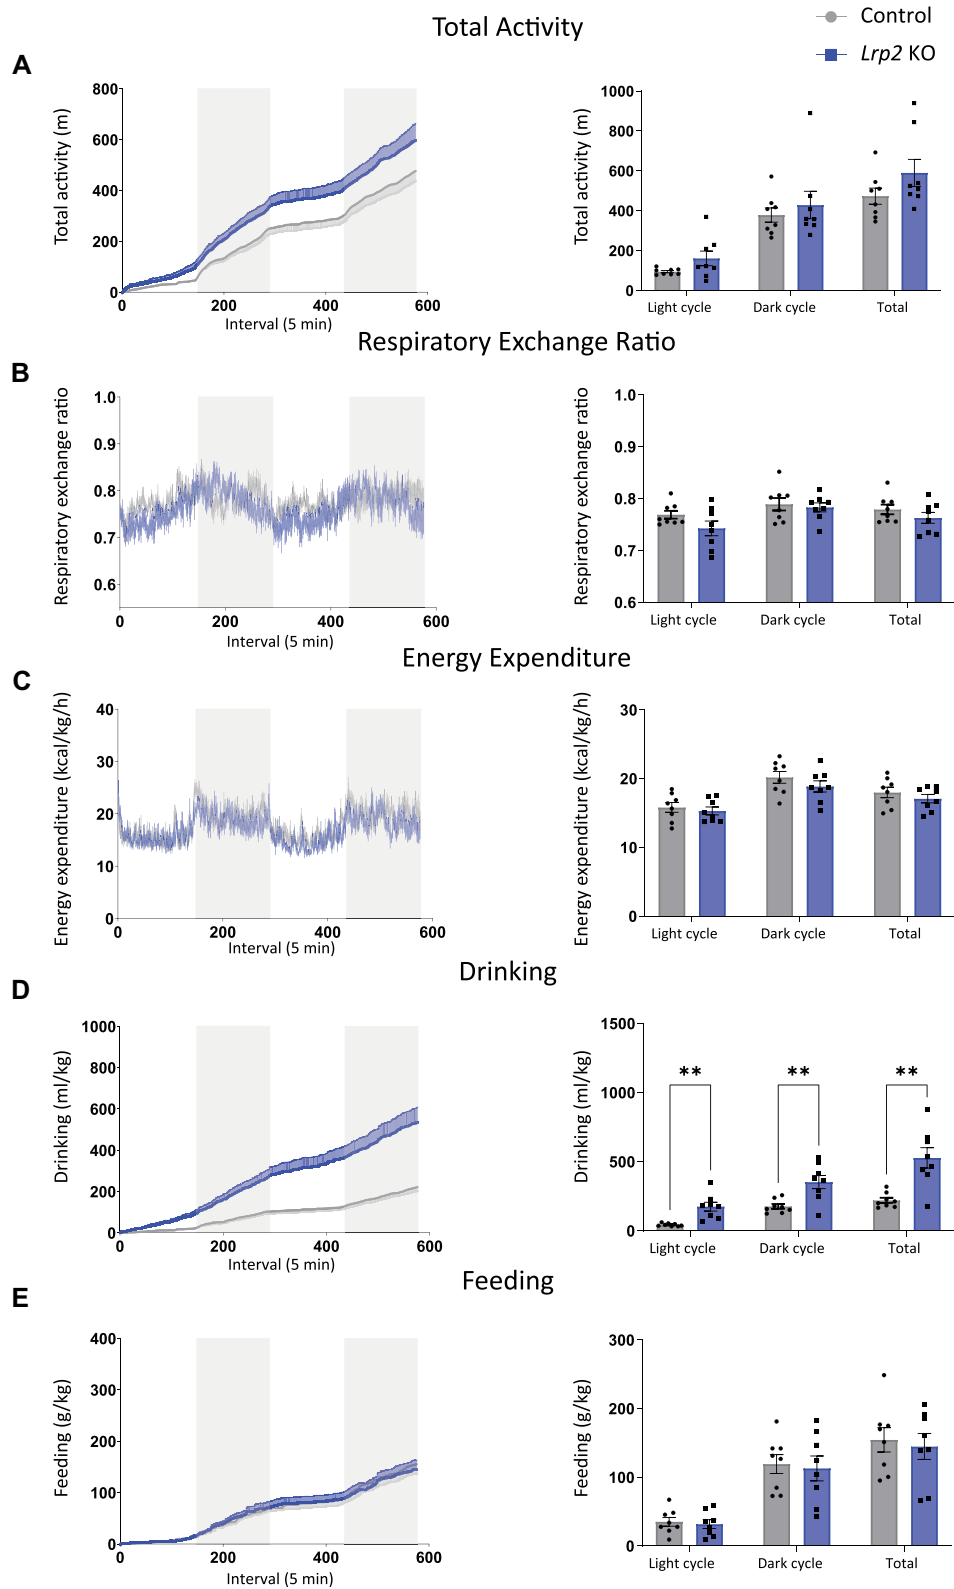 Total Activity
Control
Lrp2 KO
A
Total activity (m)
800
600
400
200
0
0 200 400 600
Interval (5 min)
Total activity (m)
1000
800
600
400
200
0
Light cycle Dark cycle Total
Respiratory Exchange Ratio
B
Respiratory exchange ratio
1.0
0.9
0.8
0.7
0.6
0 200 400 600
Interval (5 min)
Respiratory exchange ratio
1.0
0.9
0.8
0.7
0.6
Light cycle Dark cycle Total
Energy Expenditure
C
Energy expenditure (kcal/kg/h)
40
30
20
10
0
0 200 400 600
Interval (5 min)
Energy expenditure (kcal/kg/h)
30
20
10
0
Light cycle Dark cycle Total
Drinking
D
Drinking (ml/kg)
1000
800
600
400
200
0
0 200 400 600
Interval (5 min)
Drinking (ml/kg)
1500
1000
500
0
** ** **
Light cycle Dark cycle Total
Feeding
E
Feeding (g/kg)
400
300
200
100
0
0 200 400 600
Interval (5 min)
Feeding (g/kg)
300
200
100
0
Light cycle Dark cycle Total